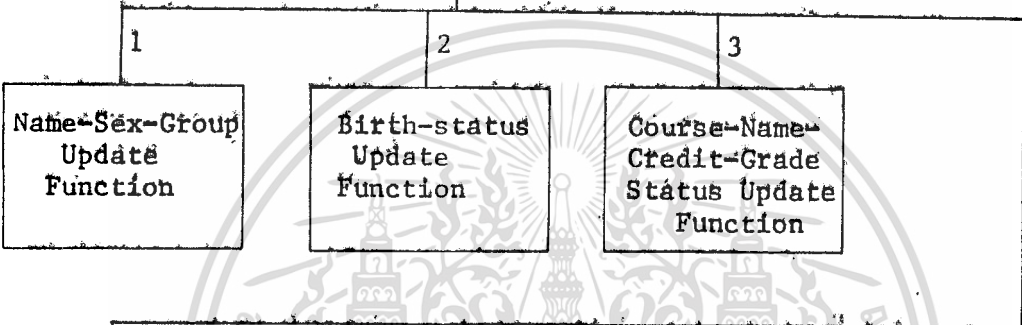 1
2
3
Name-Sex-Group
Update
Function
Birth-status
Update
Function
Course-Name-
Credit-Grade
Status Update
Function